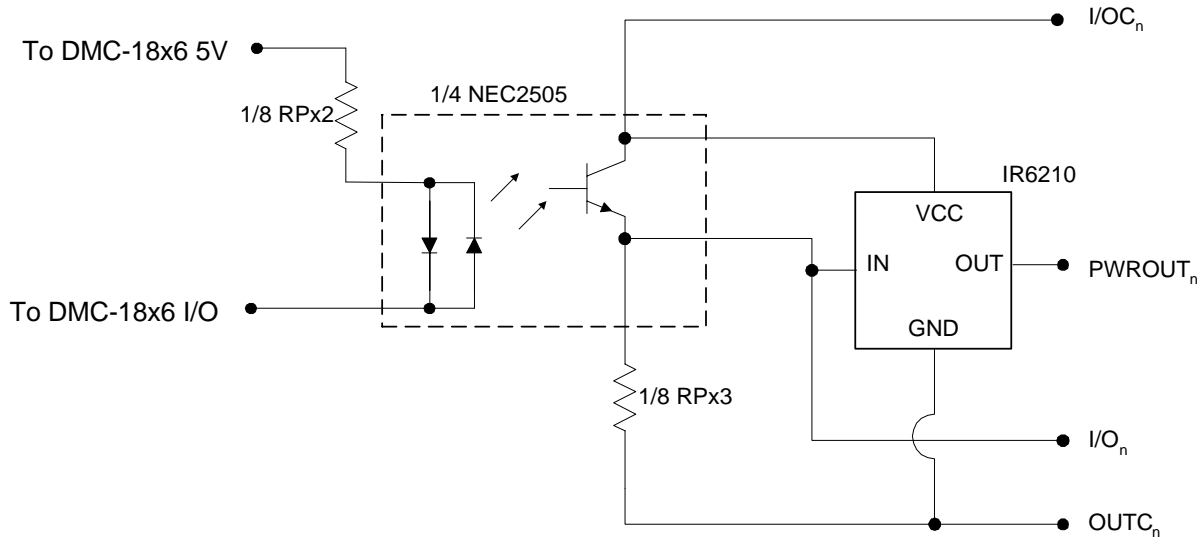 I/OCₙ
To DMC-18x6 5V
1/4 NEC2505
1/8 RPx2
IR6210
VCC
IN
OUT
PWROUTₙ
To DMC-18x6 I/O
GND
1/8 RPx3
I/Oₙ
OUTCₙ